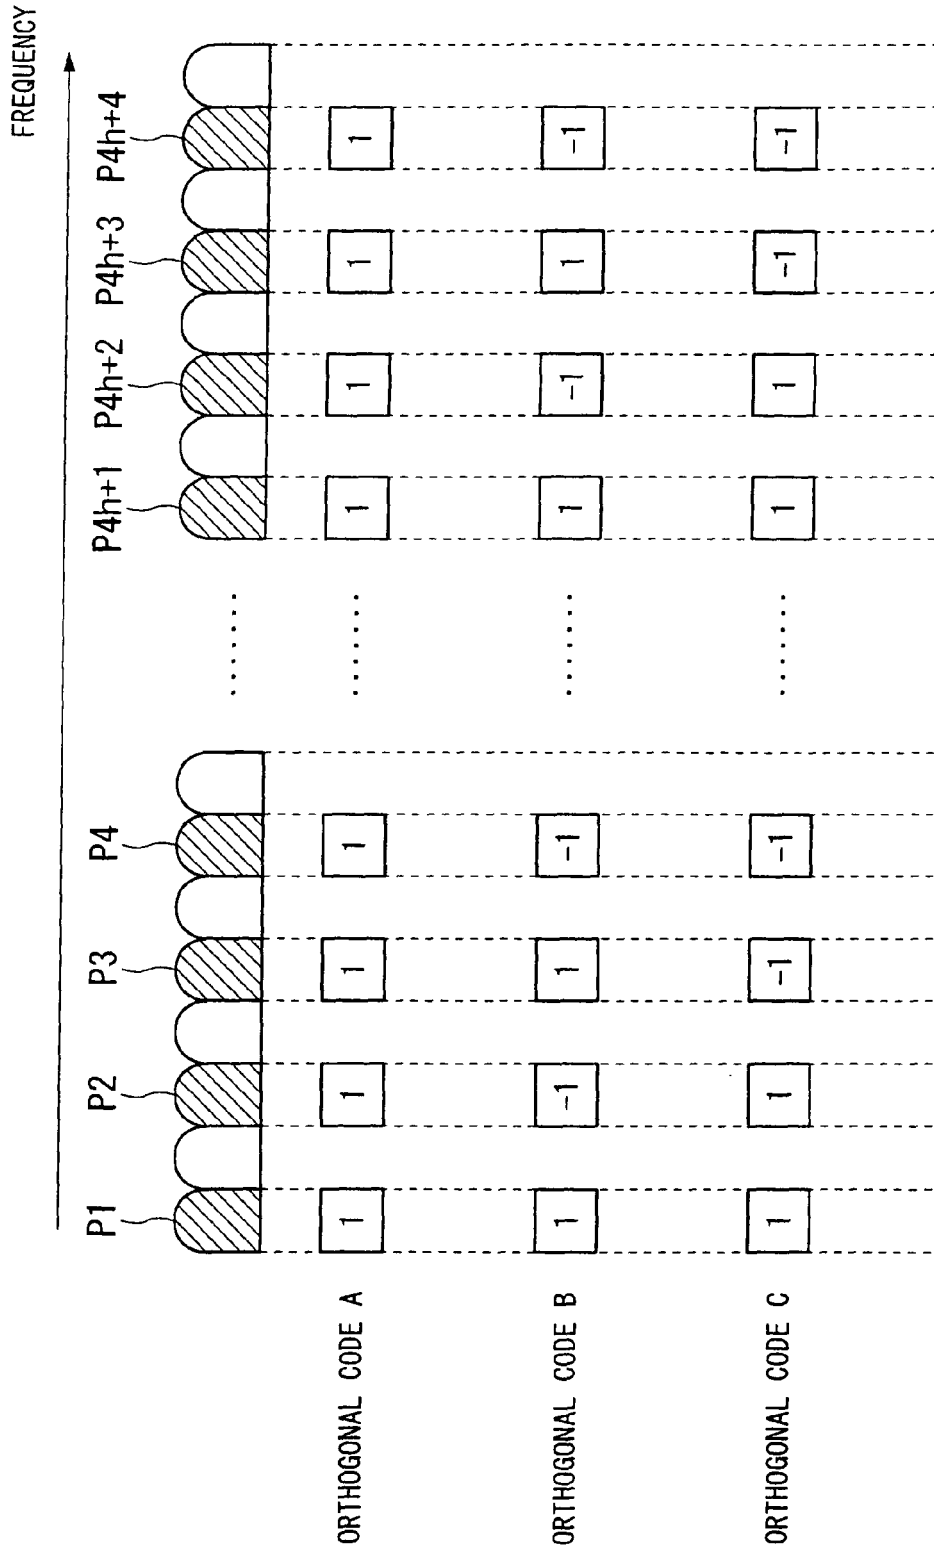 FREQUENCY
P1 P2 P3 P4 P4h+1 P4h+2 P4h+3 P4h+4
.......
ORTHOGONAL CODE A 1 1 1 1 ....... 1 1 1 1
ORTHOGONAL CODE B 1 -1 1 -1 ....... 1 -1 1 -1
ORTHOGONAL CODE C 1 1 -1 -1 ....... 1 1 -1 -1